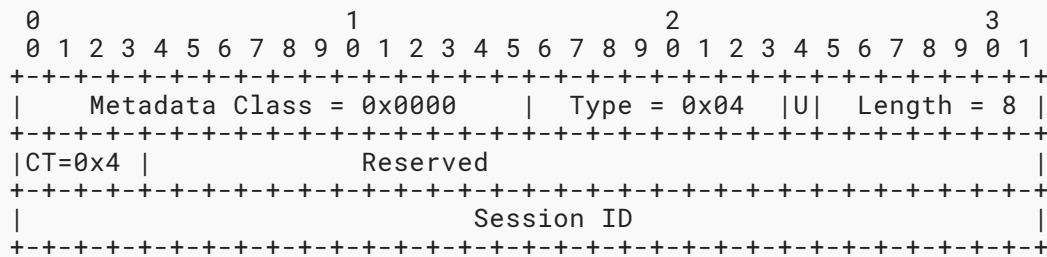 0                   1                   2                   3
 0 1 2 3 4 5 6 7 8 9 0 1 2 3 4 5 6 7 8 9 0 1 2 3 4 5 6 7 8 9 0 1
+-+-+-+-+-+-+-+-+-+-+-+-+-+-+-+-+-+-+-+-+-+-+-+-+-+-+-+-+-+-+-+-+
|    Metadata Class = 0x0000    |  Type = 0x04  |U|  Length = 8 |
+-+-+-+-+-+-+-+-+-+-+-+-+-+-+-+-+-+-+-+-+-+-+-+-+-+-+-+-+-+-+-+-+
|CT=0x4 |             Reserved                                  |
+-+-+-+-+-+-+-+-+-+-+-+-+-+-+-+-+-+-+-+-+-+-+-+-+-+-+-+-+-+-+-+-+
|                            Session ID                         |
+-+-+-+-+-+-+-+-+-+-+-+-+-+-+-+-+-+-+-+-+-+-+-+-+-+-+-+-+-+-+-+-+